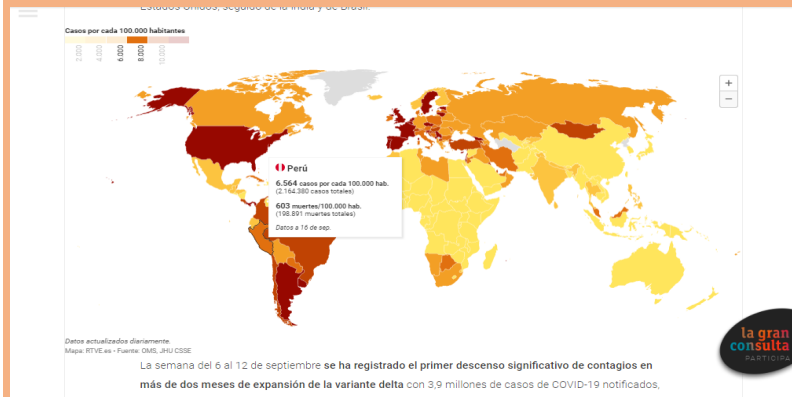 Estados Unidos, seguido de la India y de Brasil.
Casos por cada 100.000 habitantes
2.000 4.000 6.000 8.000 10.000
+
−
Perú
6.564 casos por cada 100.000 hab.
(2.164.380 casos totales)
603 muertes/100.000 hab.
(198.891 muertes totales)
Datos a 16 de sep.
la gran
consulta
PARTICIPA
Datos actualizados diariamente.
Mapa: RTVE.es - Fuente: OMS, JHU CSSE
La semana del 6 al 12 de septiembre se ha registrado el primer descenso significativo de contagios en
más de dos meses de expansión de la variante delta con 3,9 millones de casos de COVID-19 notificados,